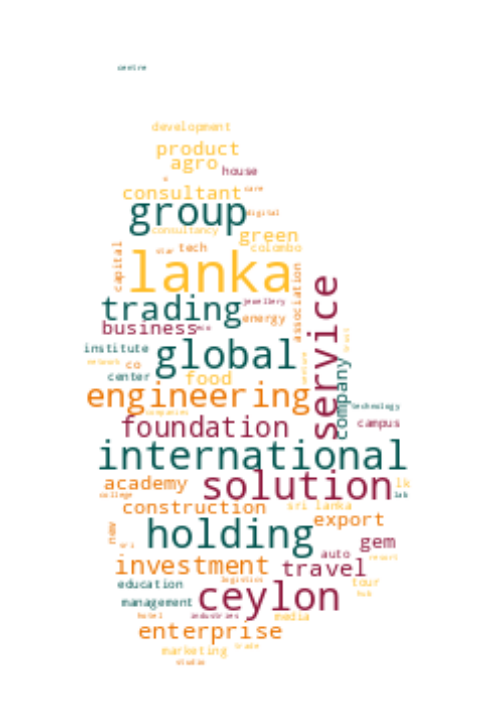 centre
development
product
agro
house
consultant
care
group
digital
consultancy
green
star tech
colombo
capital
lanka
association
service
trading
jewellery
energy
business
eco
institute
global
network
co
center
food
company
engineering
companies
technology
foundation
campus
international
academy
solution
lk
college
lab
construction
sri lanka
new
holding
export
gem
auto
investment
travel
resort
education
logistics
tour
management
ceylon
hub
hotel
industries
media
enterprise
marketing
trade
studio